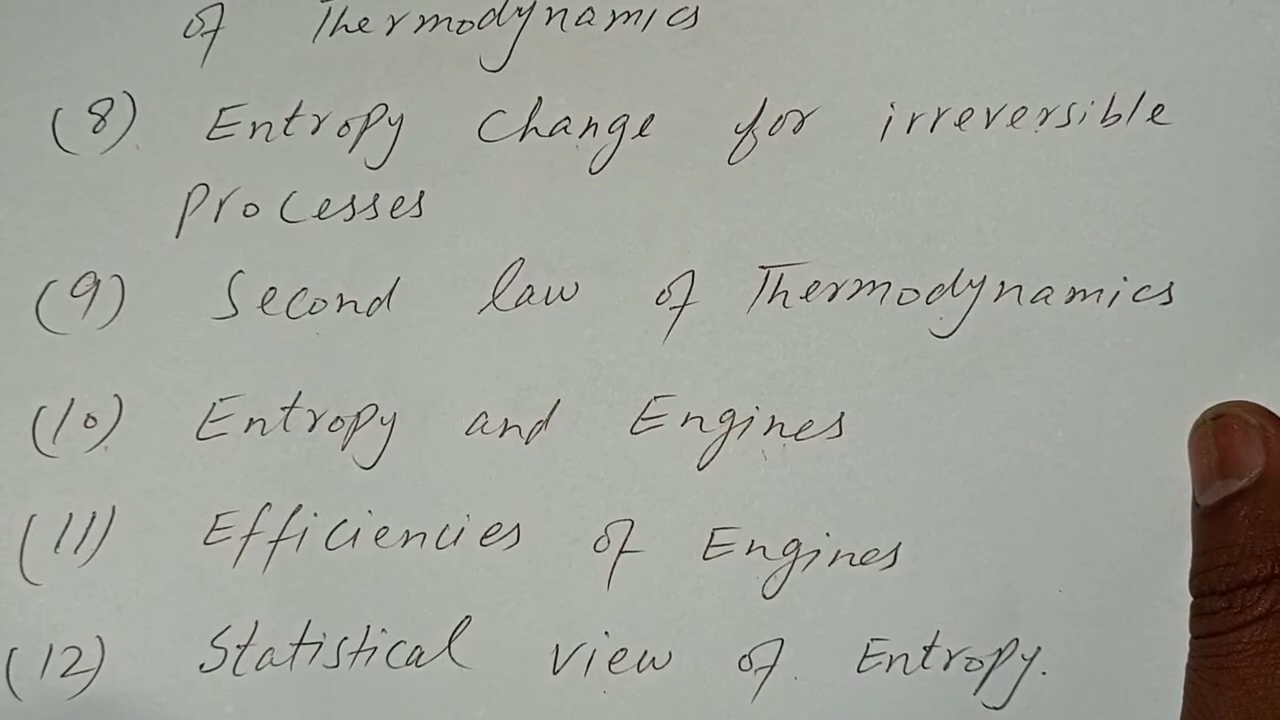 of Thermodynamics
(8) Entropy change for irreversible
processes
(9) Second law of Thermodynamics
(10) Entropy and Engines
(11) Efficiencies of Engines
(12) Statistical view of Entropy.